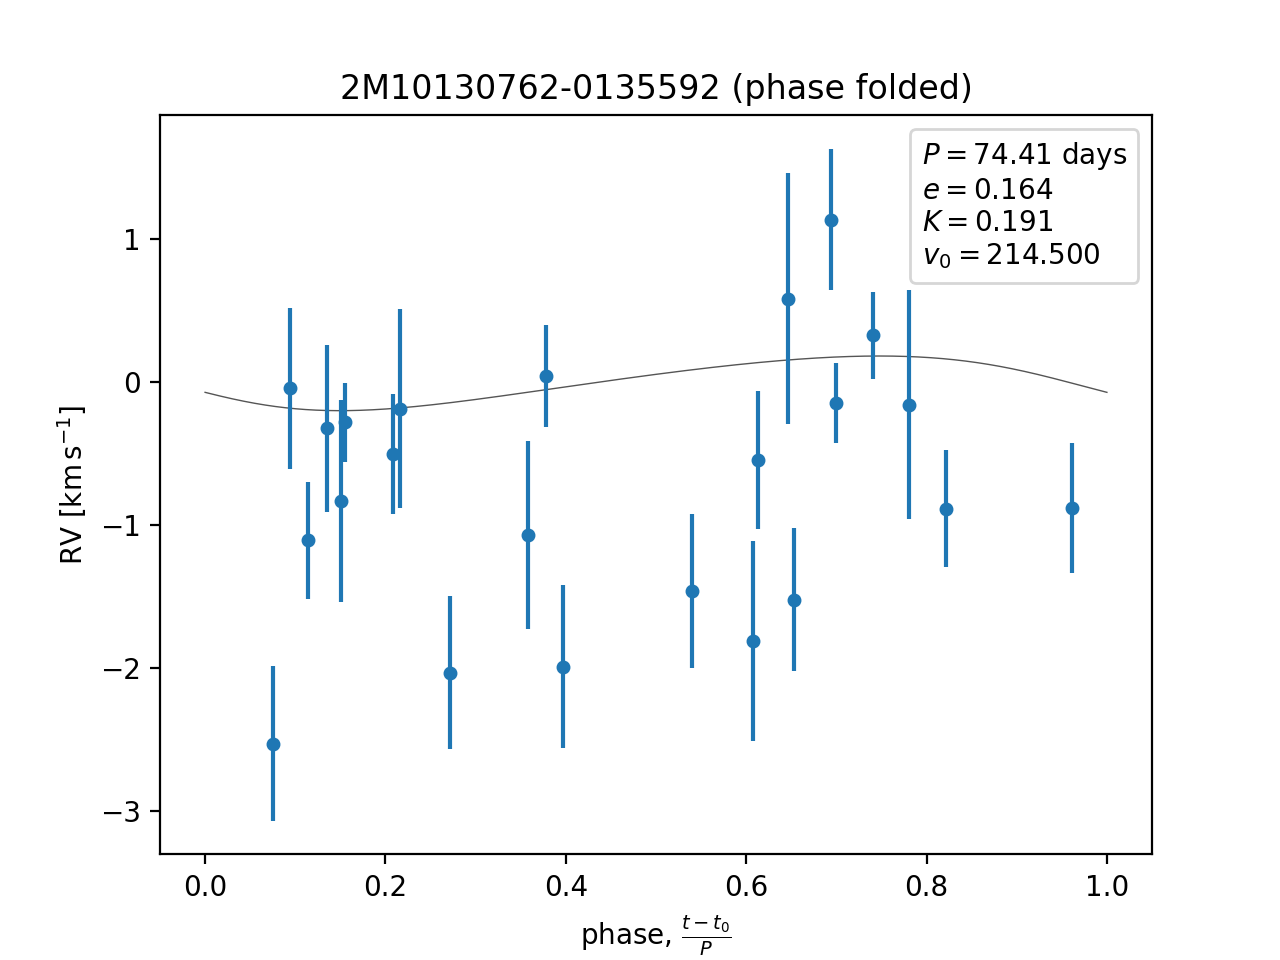 2M10130762-0135592 (phase folded)
P = 74.41 days
e = 0.164
K = 0.191
v₀ = 214.500
1
0
−1
−2
−3
RV [km s⁻¹]
0.0 0.2 0.4 0.6 0.8 1.0
phase, (t − t₀)/P